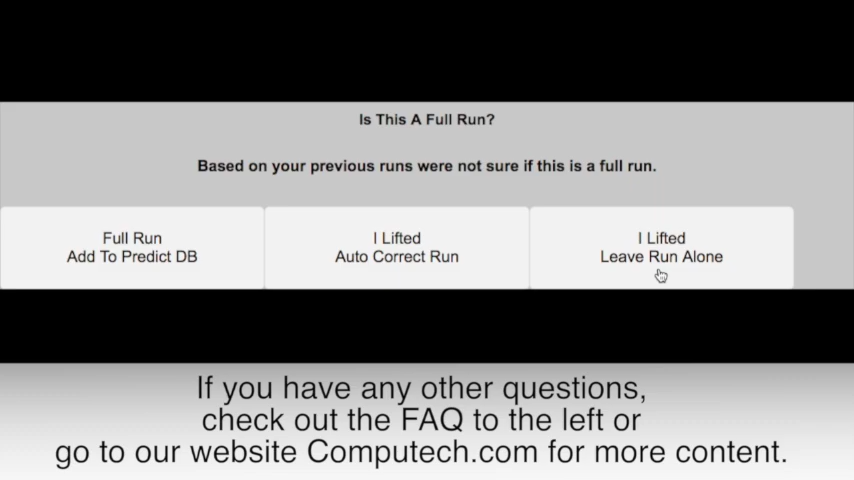 Is This A Full Run?
Based on your previous runs were not sure if this is a full run.
Full Run
Add To Predict DB
I Lifted
Auto Correct Run
I Lifted
Leave Run Alone
If you have any other questions,
check out the FAQ to the left or
go to our website Computech.com for more content.